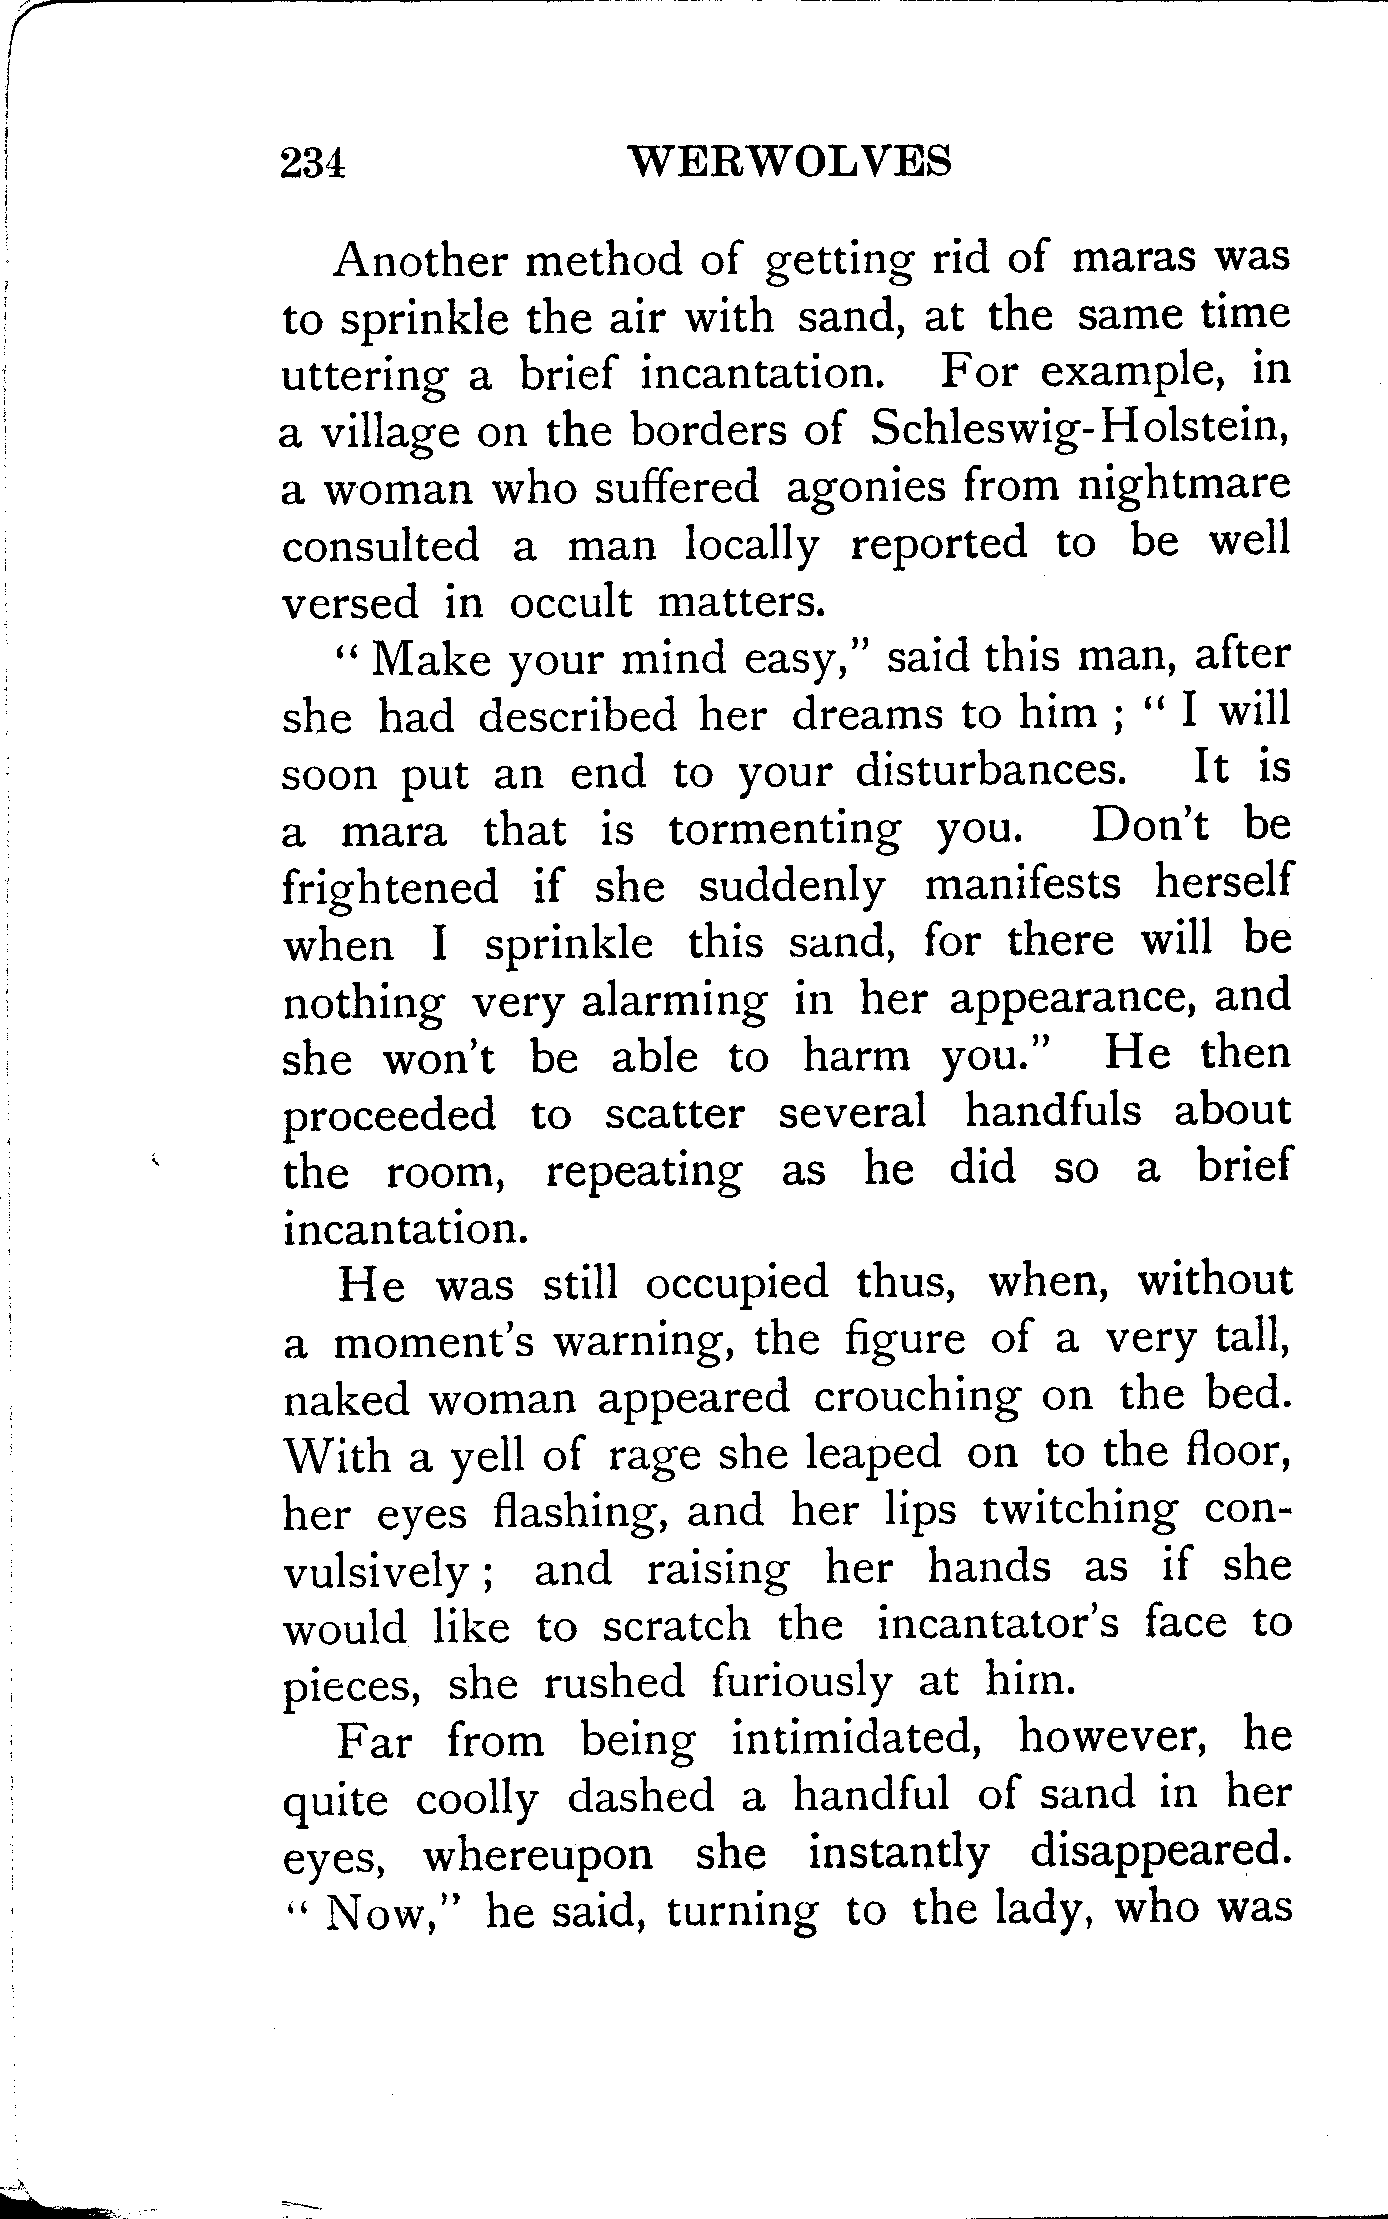 234 WERWOLVES
Another method of getting rid of maras was
to sprinkle the air with sand, at the same time
uttering a brief incantation. For example, in
a village on the borders of Schleswig-Holstein,
a woman who suffered agonies from nightmare
consulted a man locally reported to be well
versed in occult matters.
“ Make your mind easy,” said this man, after
she had described her dreams to him ; “ I will
soon put an end to your disturbances. It is
a mara that is tormenting you. Don't be
frightened if she suddenly manifests herself
when I sprinkle this sand, for there will be
nothing very alarming in her appearance, and
she won't be able to harm you.” He then
proceeded to scatter several handfuls about
the room, repeating as he did so a brief
incantation.
He was still occupied thus, when, without
a moment's warning, the figure of a very tall,
naked woman appeared crouching on the bed.
With a yell of rage she leaped on to the floor,
her eyes flashing, and her lips twitching con-
vulsively ; and raising her hands as if she
would like to scratch the incantator's face to
pieces, she rushed furiously at him.
Far from being intimidated, however, he
quite coolly dashed a handful of sand in her
eyes, whereupon she instantly disappeared.
“ Now,” he said, turning to the lady, who was